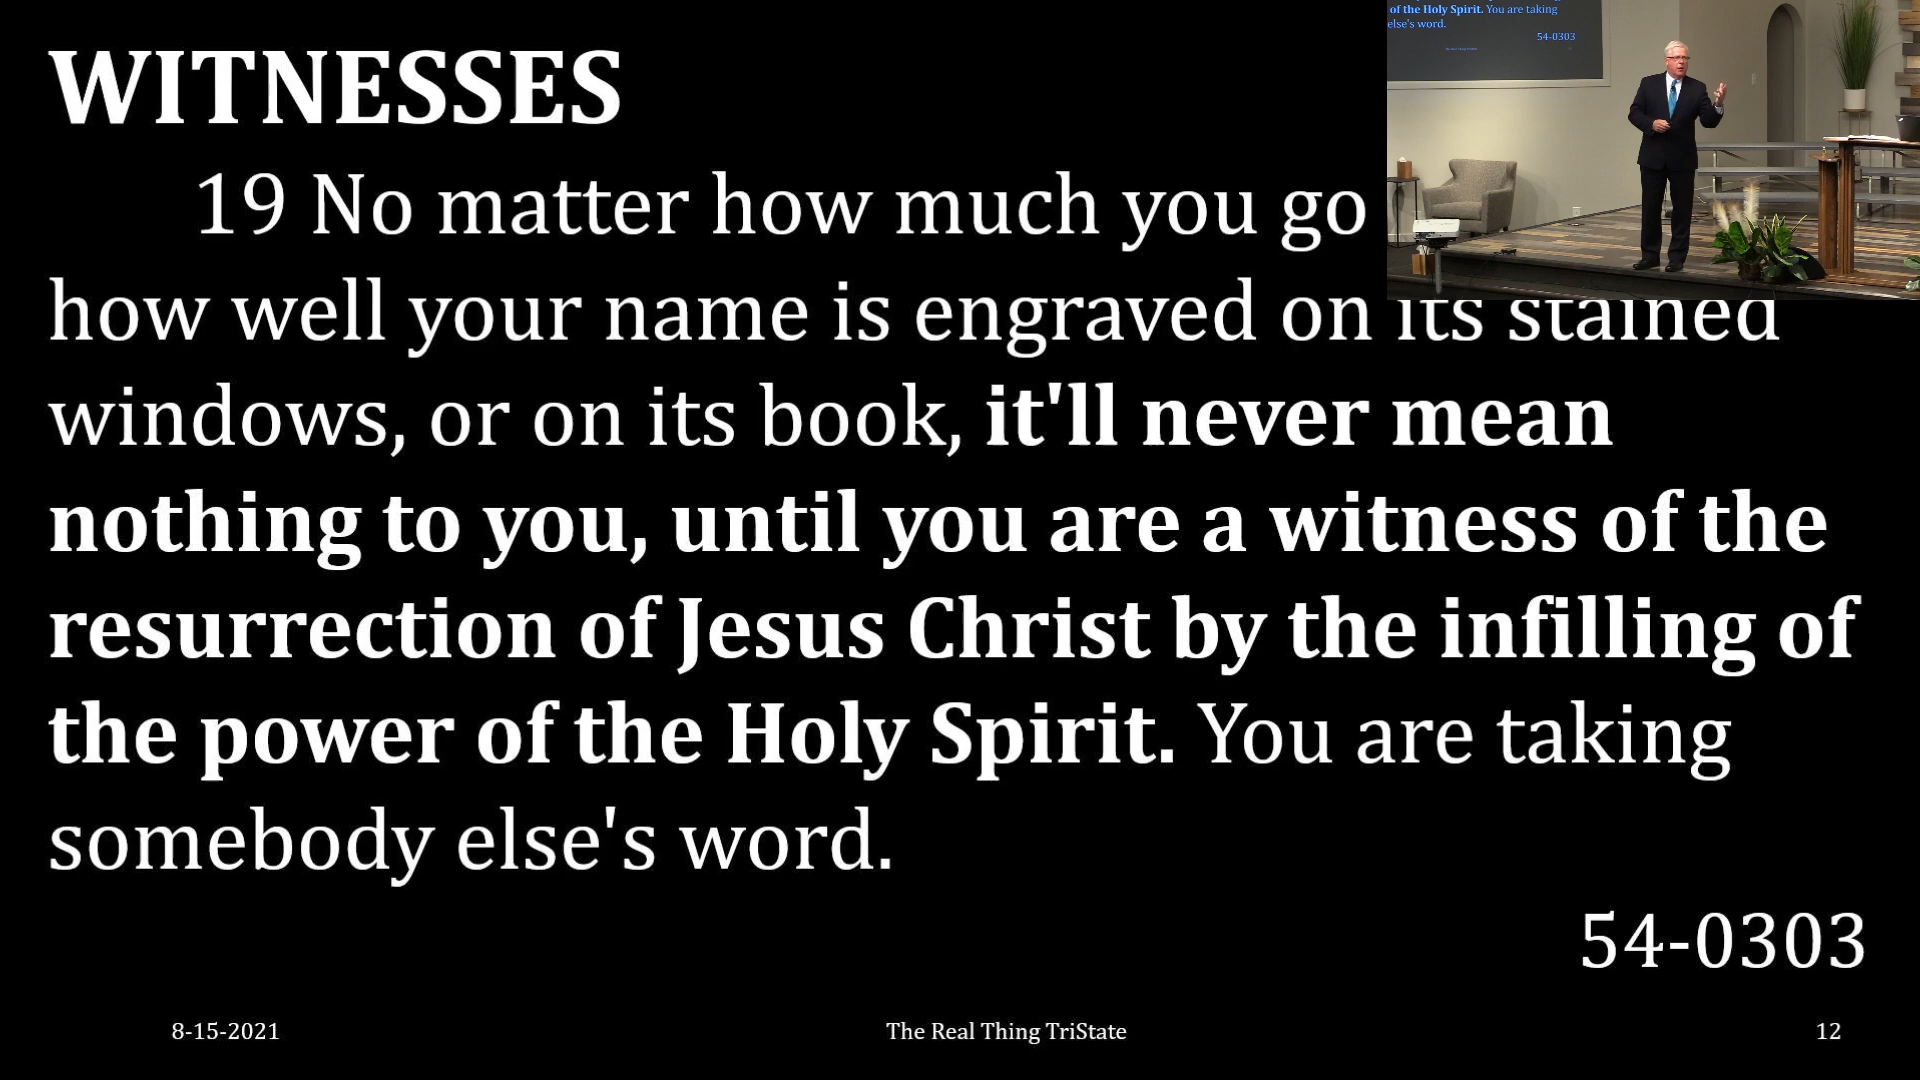 WITNESSES
19 No matter how much you go
how well your name is engraved on its stained
windows, or on its book, it'll never mean
nothing to you, until you are a witness of the
resurrection of Jesus Christ by the infilling of
the power of the Holy Spirit. You are taking
somebody else's word.
54-0303
8-15-2021
The Real Thing TriState
12
of the Holy Spirit. You are taking
else's word.
54-0303